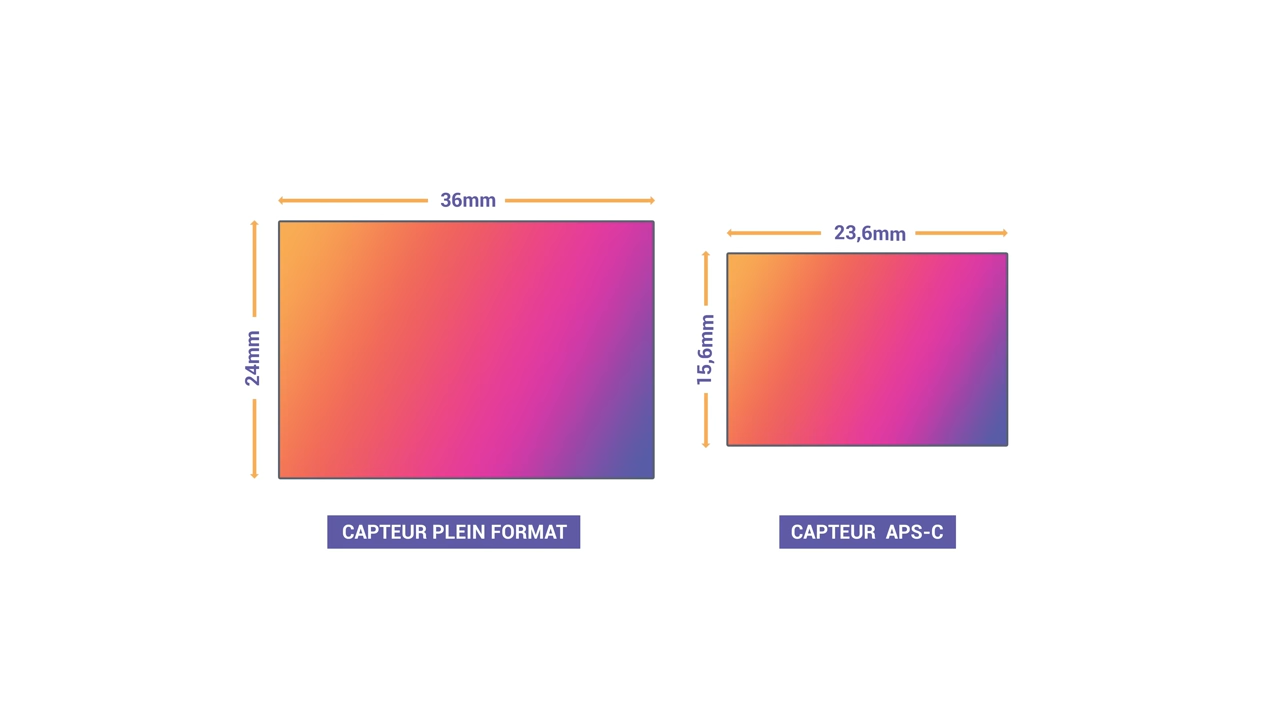 36mm
24mm
CAPTEUR PLEIN FORMAT
23,6mm
15,6mm
CAPTEUR APS-C